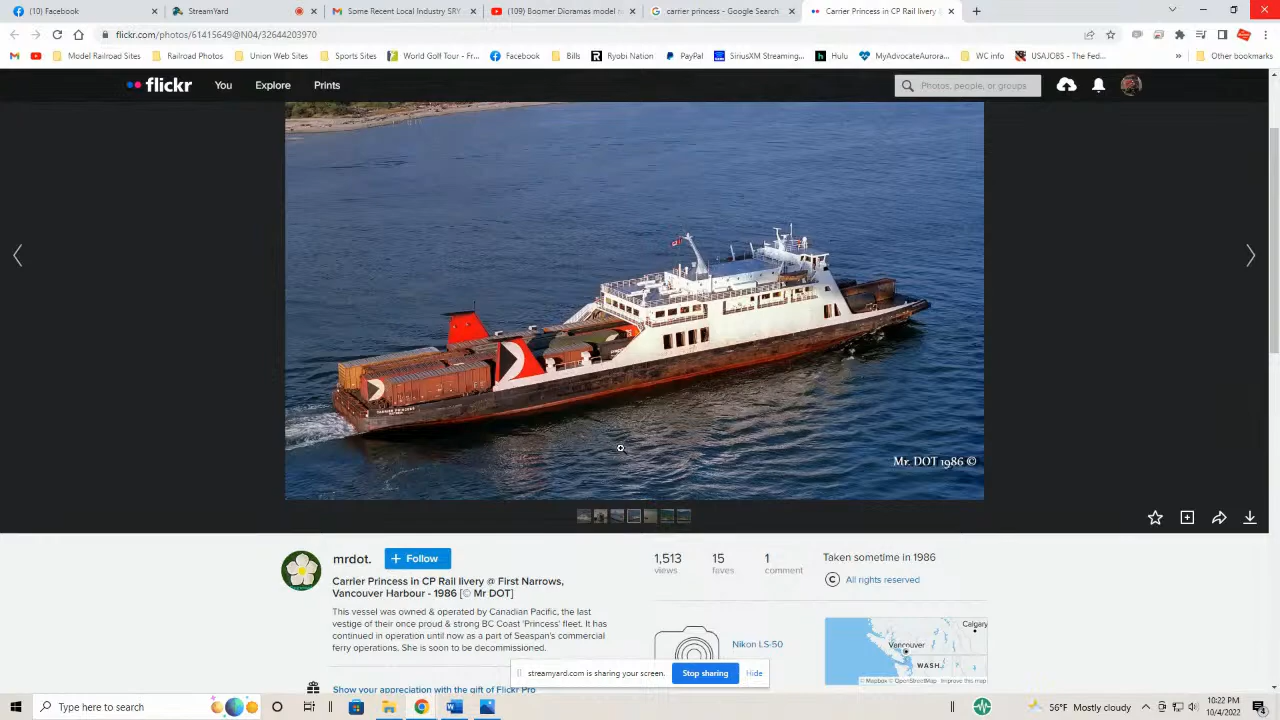 (10) Facebook
StreamYard
Some Recent Local Industry SRY
(109) Boomer Dioramas model
carrier princess - Google Search
Carrier Princess in CP Rail livery
flickr.com/photos/61415649@N04/32644203970
Model Railroad Sites
Railroad Photos
Union Web Sites
Sports Sites
World Golf Tour - Fr...
Facebook
Bills
Ryobi Nation
PayPal
SiriusXM Streaming...
Hulu
MyAdvocateAurora...
WC info
USAJOBS - The Fed...
»
Other bookmarks
flickr
You
Explore
Prints
Photos, people, or groups
CARRIER PRINCESS
Mr. DOT 1986 ©
mrdot.
+ Follow
Carrier Princess in CP Rail livery @ First Narrows,
Vancouver Harbour - 1986 [© Mr DOT]
This vessel was owned & operated by Canadian Pacific, the last
vestige of their once proud & strong BC Coast 'Princess' fleet. It has
continued in operation until now as a part of Seaspan's commercial
ferry operations. She is soon to be decommissioned.
Show your appreciation with the gift of Flickr Pro
1,513
views
15
faves
1
comment
Taken sometime in 1986
© All rights reserved
Nikon LS-50
Calgary
Vancouver
WASH.
© Mapbox © OpenStreetMap Improve this map
streamyard.com is sharing your screen.
Stop sharing
Hide
Type here to search
56°F Mostly cloudy
10:22 PM
10/4/2022
4